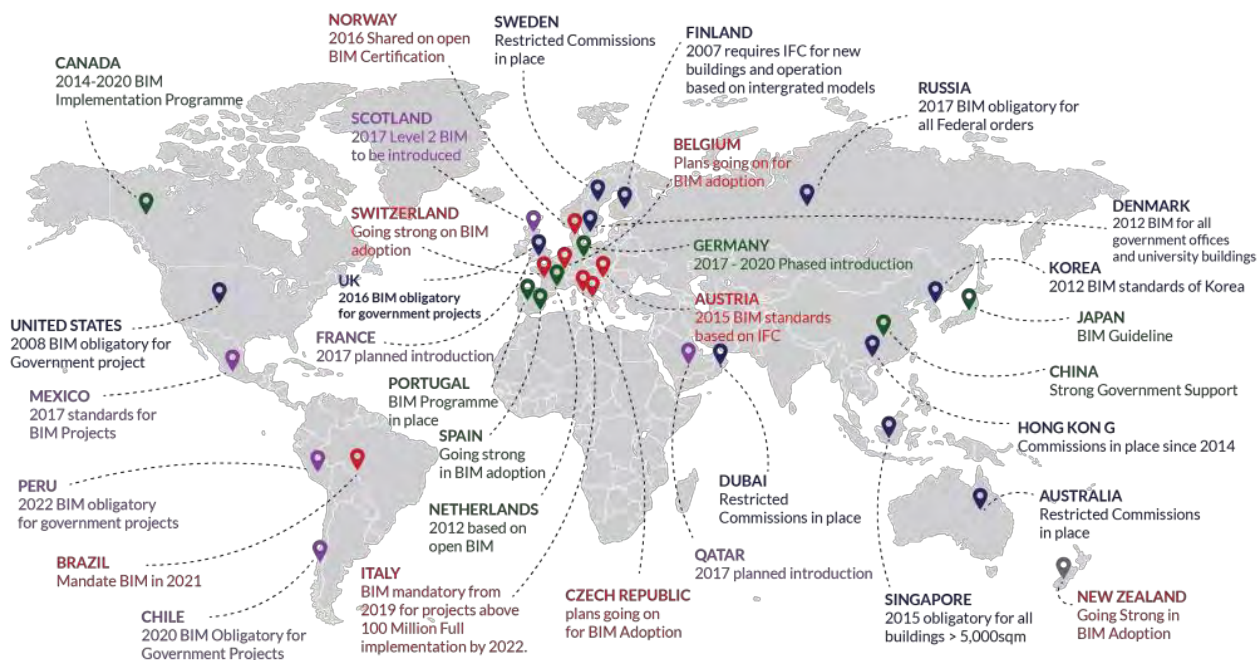 NORWAY
2016 Shared on open
BIM Certification
SWEDEN
Restricted Commissions
in place
FINLAND
2007 requires IFC for new
buildings and operation
based on intergrated models
CANADA
2014-2020 BIM
Implementation Programme
RUSSIA
2017 BIM obligatory for
all Federal orders
SCOTLAND
2017 Level 2 BIM
to be introduced
BELGIUM
Plans going on for
BIM adoption
SWITZERLAND
Going strong on BIM
adoption
DENMARK
2012 BIM for all
government offices
and university buildings
GERMANY
2017 - 2020 Phased introduction
KOREA
2012 BIM standards of Korea
UK
2016 BIM obligatory
for government projects
AUSTRIA
2015 BIM standards
based on IFC
JAPAN
BIM Guideline
UNITED STATES
2008 BIM obligatory for
Government project
FRANCE
2017 planned introduction
CHINA
Strong Government Support
MEXICO
2017 standards for
BIM Projects
PORTUGAL
BIM Programme
in place
HONG KON G
Commissions in place since 2014
SPAIN
Going strong
in BIM adoption
PERU
2022 BIM obligatory
for government projects
DUBAI
Restricted
Commissions in place
AUSTRALIA
Restricted Commissions
in place
NETHERLANDS
2012 based on
open BIM
BRAZIL
Mandate BIM in 2021
QATAR
2017 planned introduction
ITALY
BIM mandatory from
2019 for projects above
100 Million Full
implementation by 2022.
CZECH REPUBLIC
plans going on
for BIM Adoption
SINGAPORE
2015 obligatory for all
buildings > 5,000sqm
NEW ZEALAND
Going Strong in
BIM Adoption
CHILE
2020 BIM Obligatory for
Government Projects